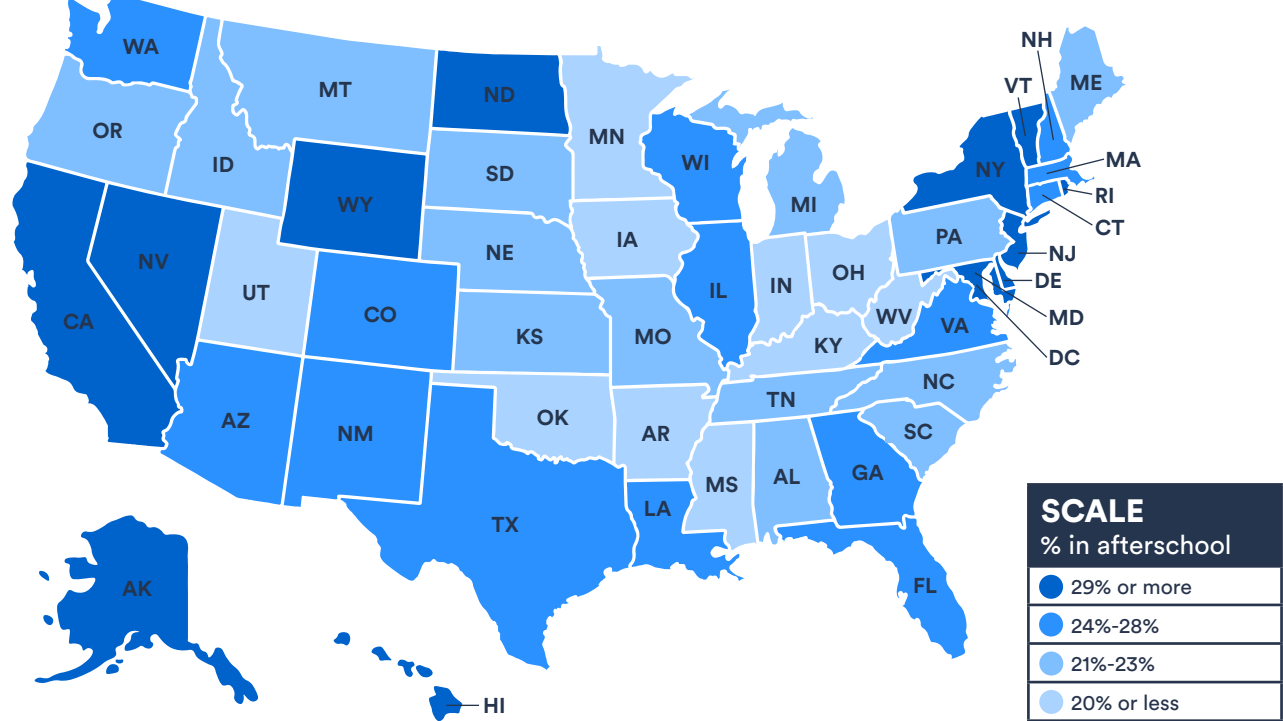 NH
WA
ME
MT
VT
ND
OR
MN
MA
WI
ID
NY
SD
RI
WY
MI
CT
PA
IA
NE
NJ
NV
OH
DE
IN
UT
IL
CO
WV
MD
CA
VA
KS
MO
KY
DC
NC
TN
AZ
OK
SC
NM
AR
GA
AL
MS
LA
TX
SCALE
% in afterschool
FL
AK
29% or more
24%-28%
21%-23%
20% or less
HI